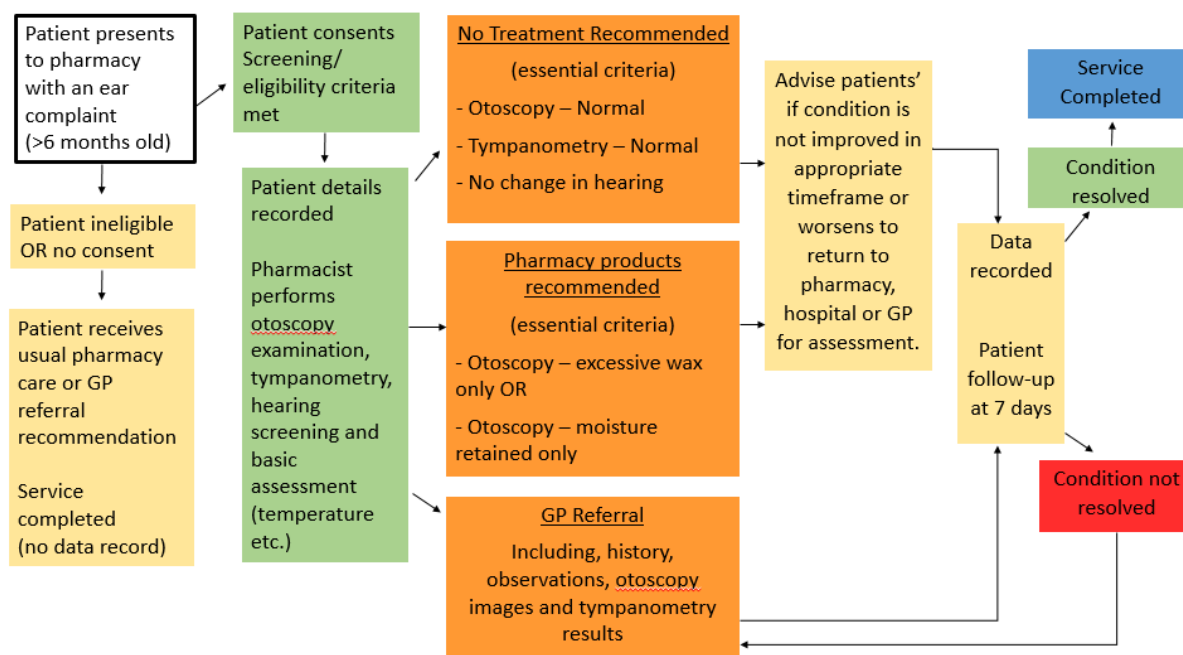 Patient presents
to pharmacy
with an ear
complaint
(>6 months old)
Patient ineligible
OR no consent
Patient receives
usual pharmacy
care or GP
referral
recommendation
Service
completed
(no data record)
Patient consents
Screening/
eligibility criteria
met
Patient details
recorded
Pharmacist
performs
otoscopy
examination,
tympanometry,
hearing
screening and
basic
assessment
(temperature
etc.)
No Treatment Recommended
(essential criteria)
- Otoscopy – Normal
- Tympanometry – Normal
- No change in hearing
Pharmacy products
recommended
(essential criteria)
- Otoscopy – excessive wax
only OR
- Otoscopy – moisture
retained only
GP Referral
Including, history,
observations, otoscopy
images and tympanometry
results
Advise patients’
if condition is
not improved in
appropriate
timeframe or
worsens to
return to
pharmacy,
hospital or GP
for assessment.
Data
recorded
Patient
follow-up
at 7 days
Service
Completed
Condition
resolved
Condition not
resolved